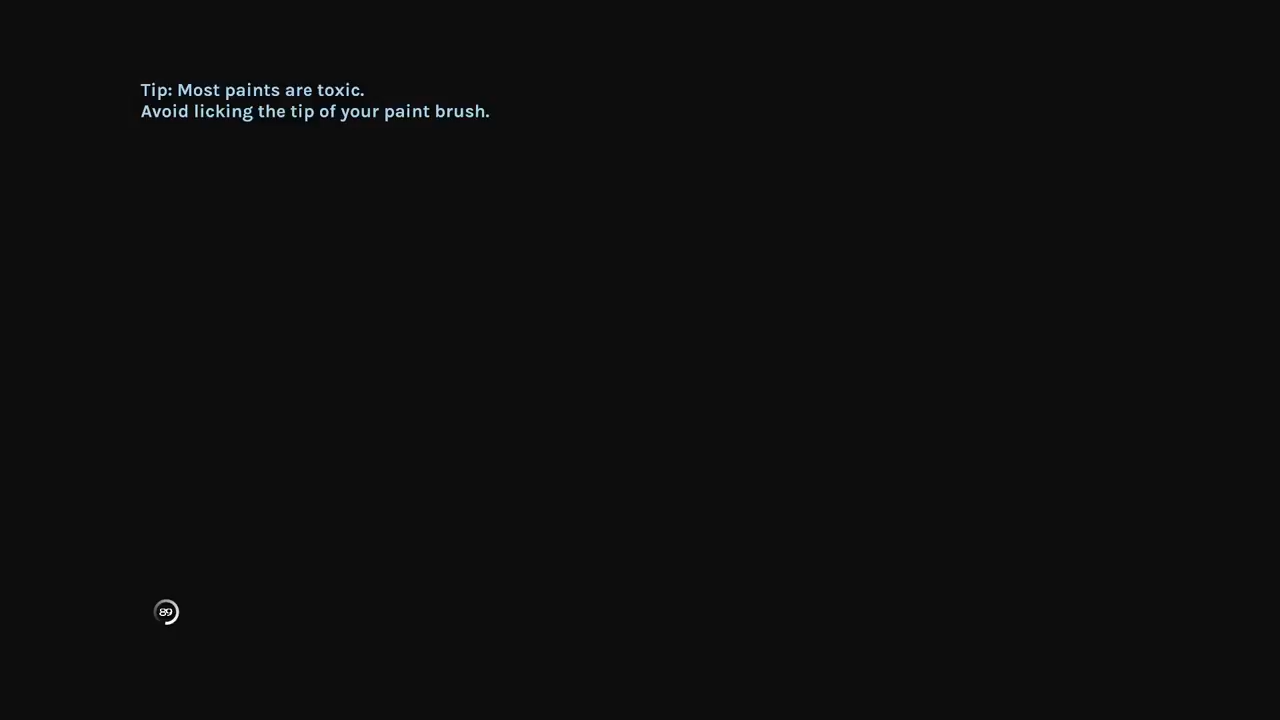 Tip: Most paints are toxic.
Avoid licking the tip of your paint brush.
89